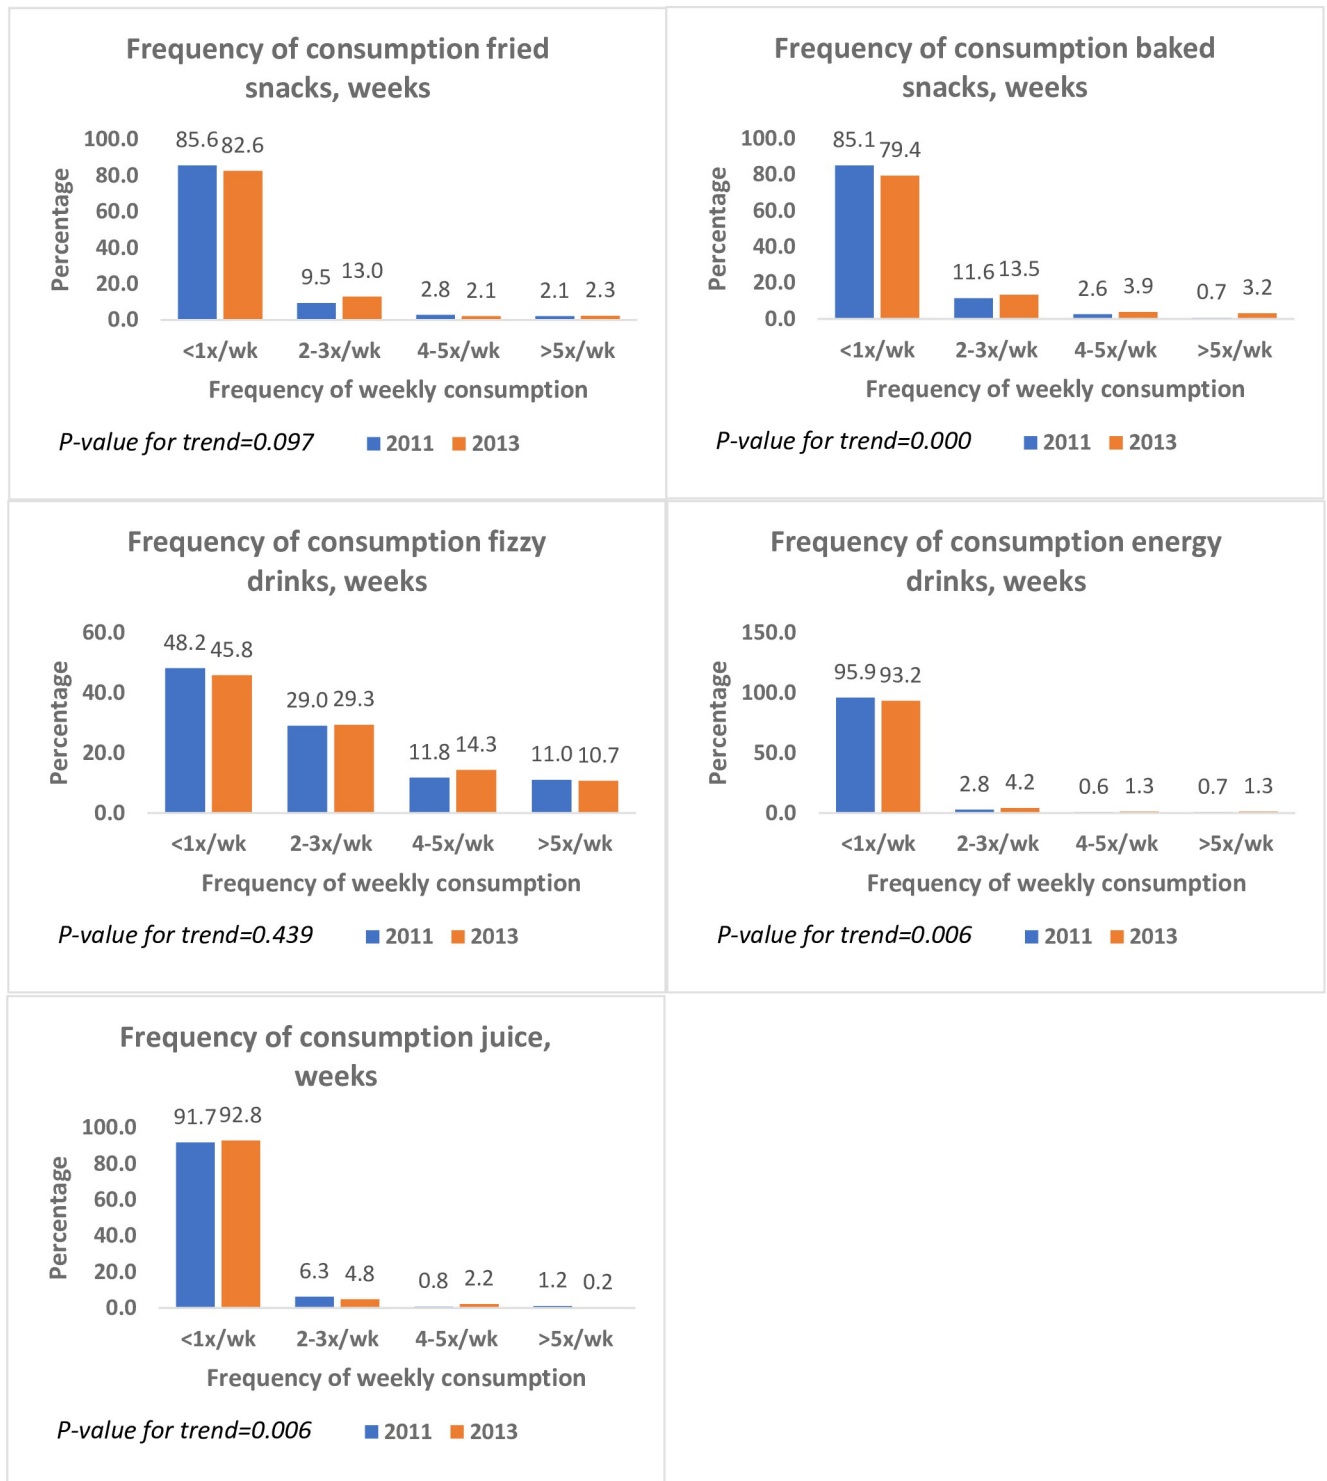 Frequency of consumption fried
snacks, weeks
100.0
80.0
60.0
40.0
20.0
0.0
Percentage
85.6 82.6
9.5 13.0
2.8 2.1
2.1 2.3
<1x/wk 2-3x/wk 4-5x/wk >5x/wk
Frequency of weekly consumption
P-value for trend=0.097 2011 2013
Frequency of consumption baked
snacks, weeks
100.0
80.0
60.0
40.0
20.0
0.0
Percentage
85.1 79.4
11.6 13.5
2.6 3.9
0.7 3.2
<1x/wk 2-3x/wk 4-5x/wk >5x/wk
Frequency of weekly consumption
P-value for trend=0.000 2011 2013
Frequency of consumption fizzy
drinks, weeks
60.0
40.0
20.0
0.0
Percentage
48.2 45.8
29.0 29.3
11.8 14.3
11.0 10.7
<1x/wk 2-3x/wk 4-5x/wk >5x/wk
Frequency of weekly consumption
P-value for trend=0.439 2011 2013
Frequency of consumption energy
drinks, weeks
150.0
100.0
50.0
0.0
Percentage
95.9 93.2
2.8 4.2
0.6 1.3
0.7 1.3
<1x/wk 2-3x/wk 4-5x/wk >5x/wk
Frequency of weekly consumption
P-value for trend=0.006 2011 2013
Frequency of consumption juice,
weeks
100.0
80.0
60.0
40.0
20.0
0.0
Percentage
91.7 92.8
6.3 4.8
0.8 2.2
1.2 0.2
<1x/wk 2-3x/wk 4-5x/wk >5x/wk
Frequency of weekly consumption
P-value for trend=0.006 2011 2013